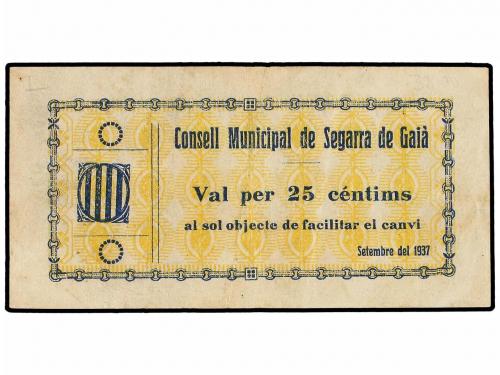 Consell Municipal de Segarra de Gaià
Val per 25 céntims
al sol objecte de facilitar el canvi
Setembre del 1937